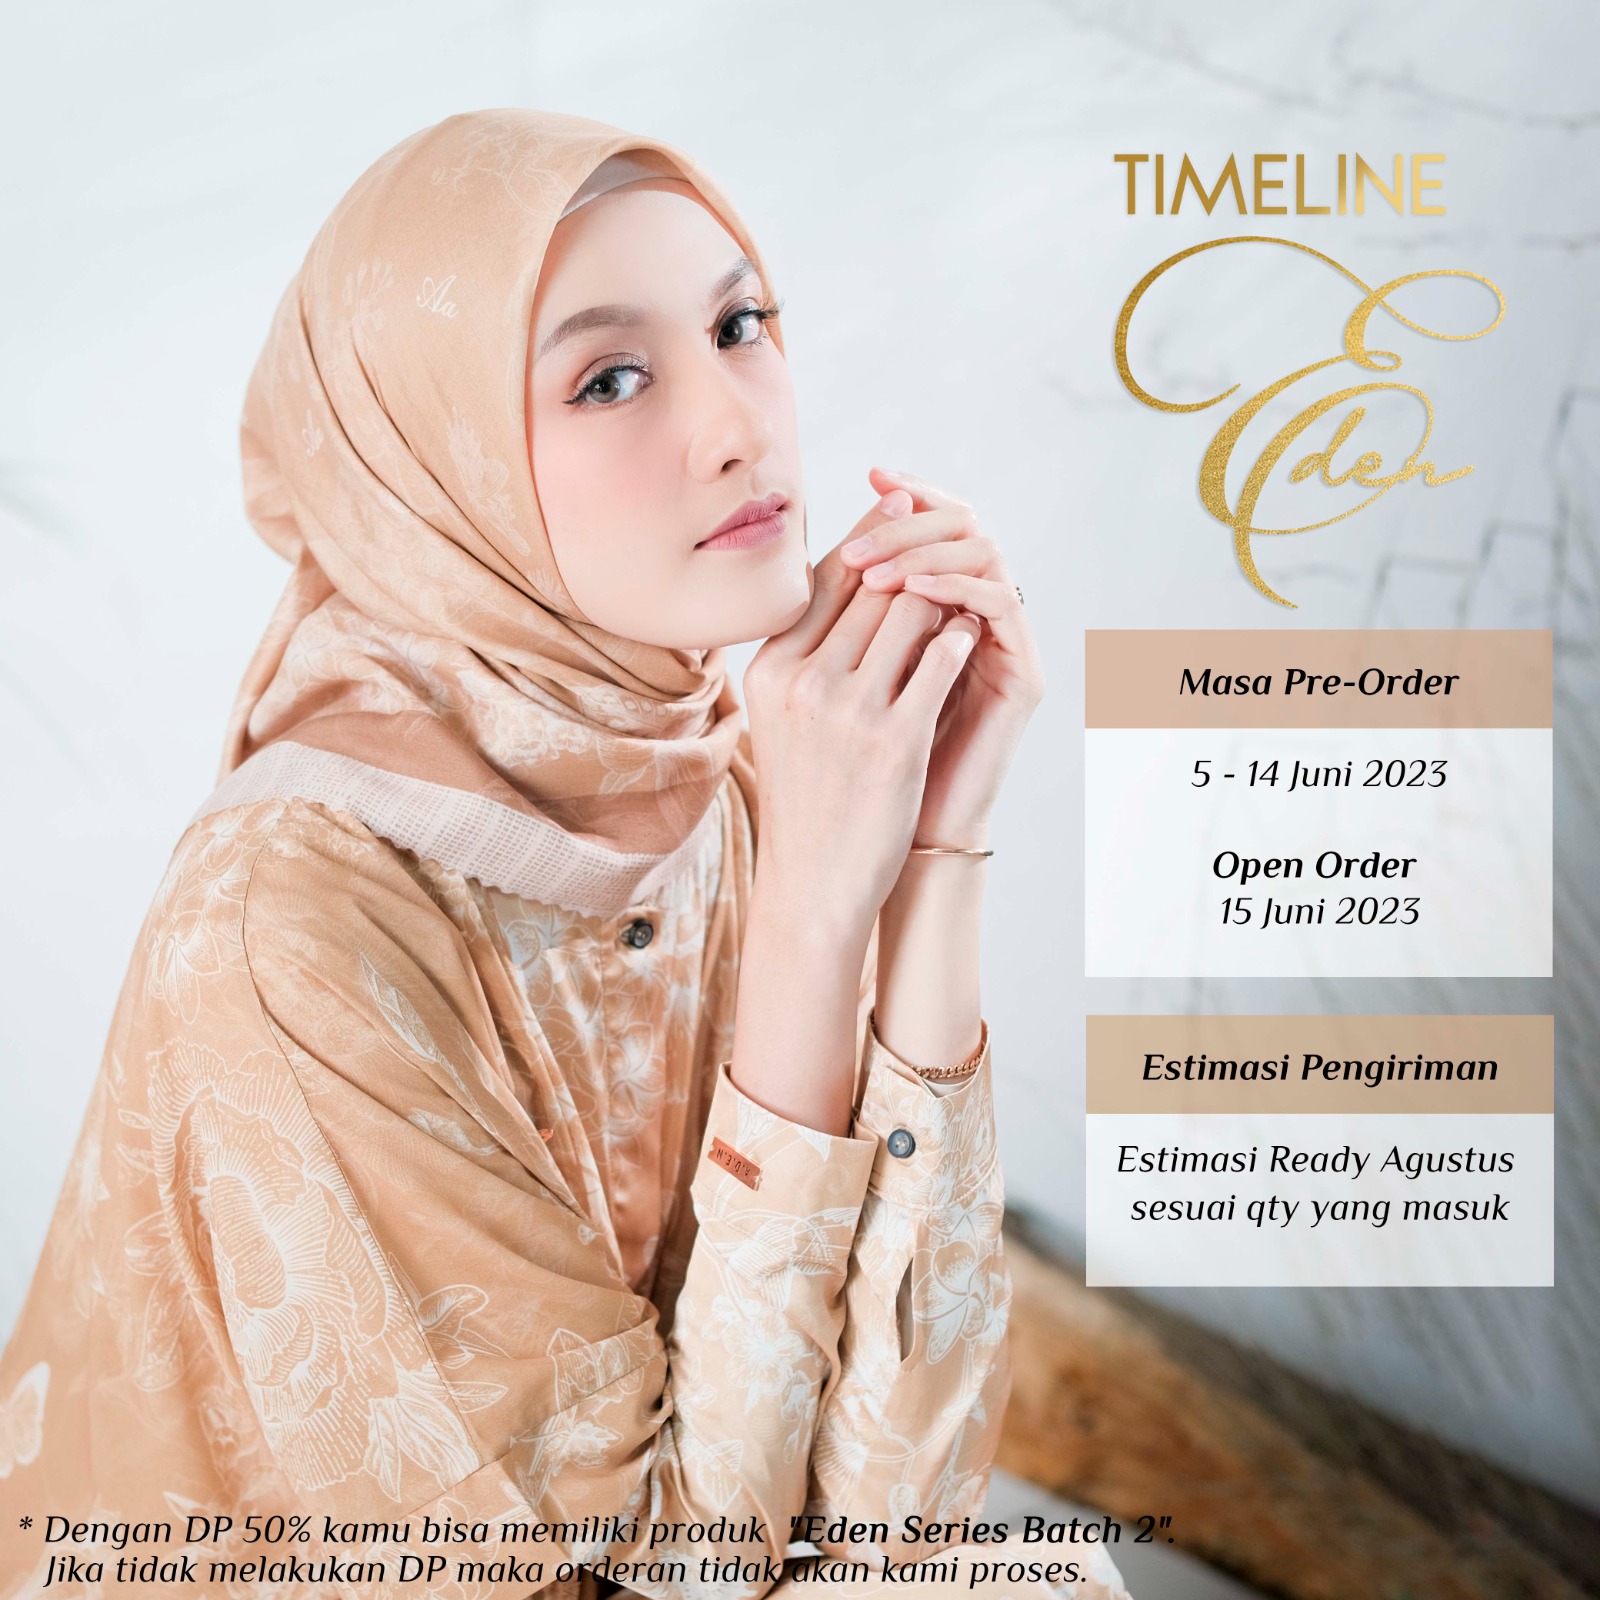 TIMELINE
Eden
Masa Pre-Order
5 - 14 Juni 2023
Open Order
15 Juni 2023
Estimasi Pengiriman
Estimasi Ready Agustus
sesuai qty yang masuk
Aa
A.D.E.N
* Dengan DP 50% kamu bisa memiliki produk "Eden Series Batch 2".
Jika tidak melakukan DP maka orderan tidak akan kami proses.